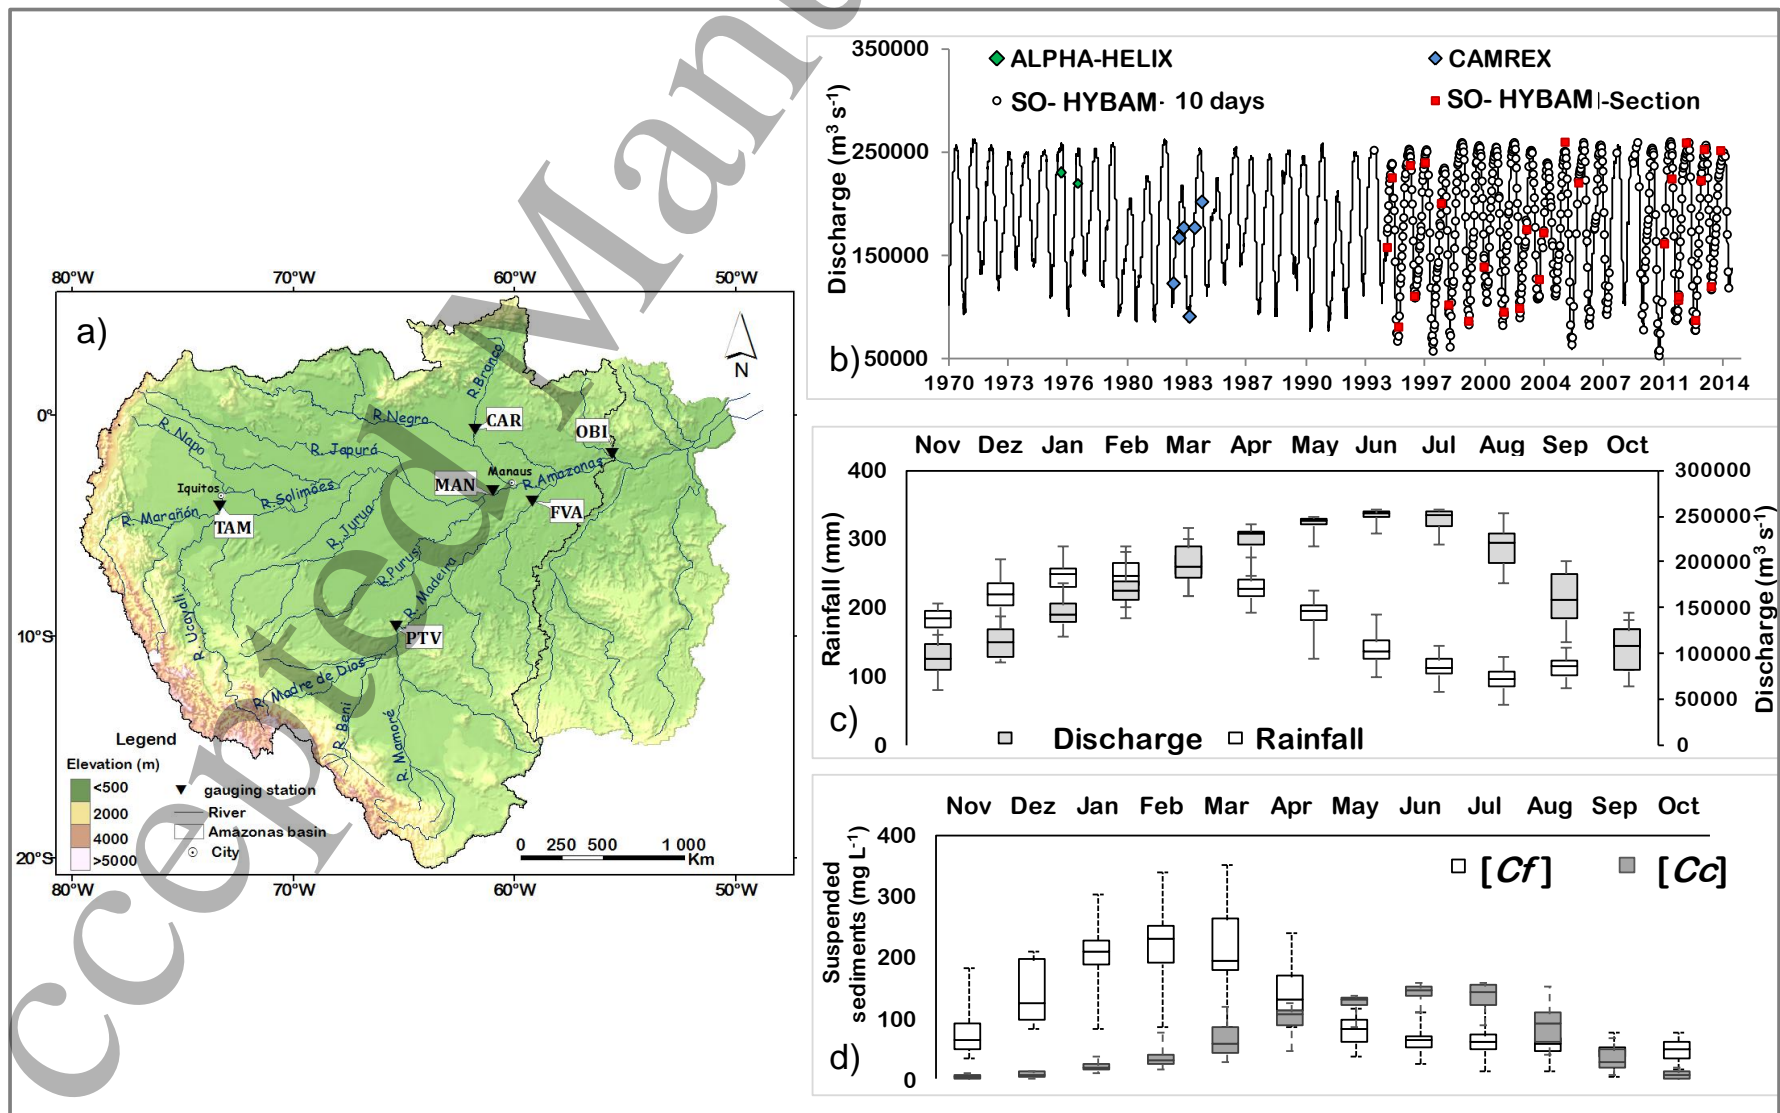 ccepted Manu
a)
80°W 70°W 60°W 50°W
0°
10°S
20°S
80°W 70°W 60°W 50°W
N
R.Branco
R.Negro
CAR
OBI
R. Napo
R. Japurá
Manaus
R.Amazonas
MAN
Iquitos
R.Solimões
FVA
R. Marañón
TAM
R. Jurua
R.Purus
R. Madeira
R. Ucayali
PTV
R. Madre de Dios
R. Beni
R. Mamoré
Legend
Elevation (m)
<500
2000
4000
>5000
gauging station
River
Amazonas basin
City
0 250 500 1 000
Km
b)
Discharge (m³ s⁻¹)
350000
250000
150000
50000
ALPHA-HELIX
CAMREX
SO- HYBAM- 10 days
SO- HYBAM -Section
1970 1973 1976 1980 1983 1987 1990 1993 1997 2000 2004 2007 2011 2014
c)
Nov Dez Jan Feb Mar Apr May Jun Jul Aug Sep Oct
Rainfall (mm)
400
300
200
100
0
300000
250000
200000
150000
100000
50000
0
Discharge (m³ s⁻¹)
Discharge Rainfall
d)
Nov Dez Jan Feb Mar Apr May Jun Jul Aug Sep Oct
Suspended
sediments (mg L⁻¹)
400
300
200
100
0
[Cf] [Cc]